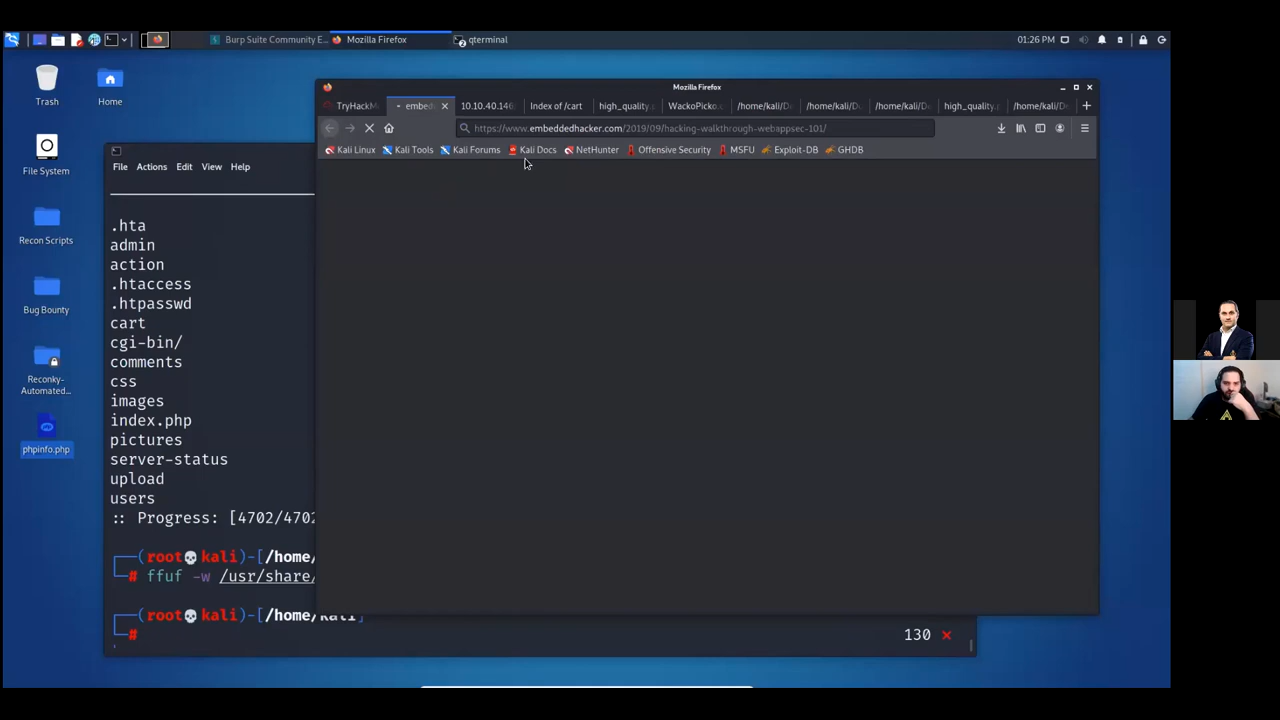 Burp Suite Community E...
Mozilla Firefox
qterminal
01:26 PM
Trash
Home
File System
Recon Scripts
Bug Bounty
Reconky-
Automated...
phpinfo.php
Mozilla Firefox
TryHackM
embed
10.10.40.146
Index of /cart
high_quality.
WackoPicko.
/home/kali/D
/home/kali/D
/home/kali/D
high_quality.
/home/kali/D
https://www.embeddedhacker.com/2019/09/hacking-walkthrough-webappsec-101/
Kali Linux
Kali Tools
Kali Forums
Kali Docs
NetHunter
Offensive Security
MSFU
Exploit-DB
GHDB
File Actions Edit View Help
.hta
admin
action
.htaccess
.htpasswd
cart
cgi-bin/
comments
css
images
index.php
pictures
server-status
upload
users
:: Progress: [4702/4702
(root💀kali)-[/home/
# ffuf -w /usr/share/
(root💀kali)-[/home/kali]
#
130 ⨯